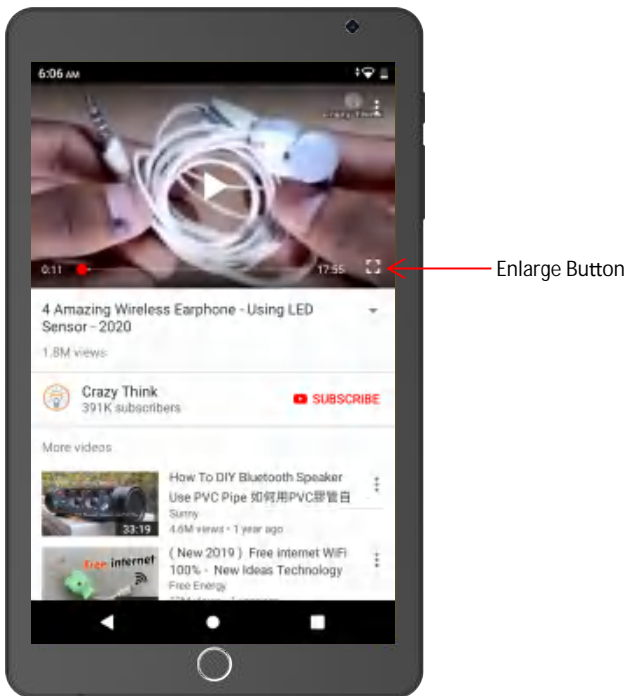 6:06 AM
Crazy Think
0:11
17:55
Enlarge Button
4 Amazing Wireless Earphone - Using LED
Sensor - 2020
1.8M views
Crazy Think
391K subscribers
SUBSCRIBE
More videos
How To DIY Bluetooth Speaker
Use PVC Pipe 如何用PVC膠管自
Sunny
4.6M views • 1 year ago
33:19
( New 2019 ) Free internet WiFi
100% - New Ideas Technology
Free Energy
Free internet